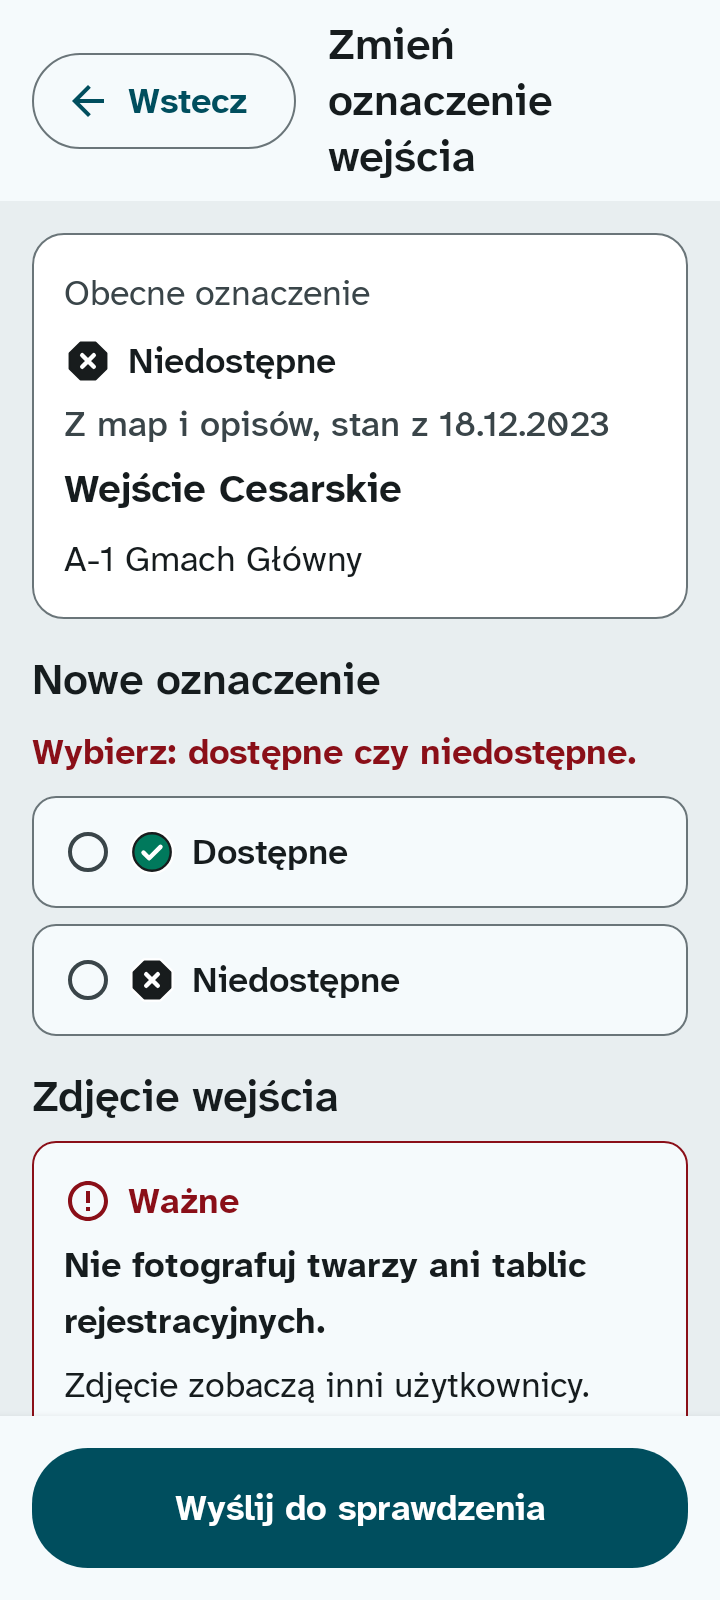 Wstecz
Zmień
oznaczenie
wejścia
Obecne oznaczenie
Niedostępne
Z map i opisów, stan z 18.12.2023
Wejście Cesarskie
A-1 Gmach Główny
Nowe oznaczenie
Wybierz: dostępne czy niedostępne.
Dostępne
Niedostępne
Zdjęcie wejścia
Ważne
Nie fotografuj twarzy ani tablic
rejestracyjnych.
Zdjęcie zobaczą inni użytkownicy.
Wyślij do sprawdzenia